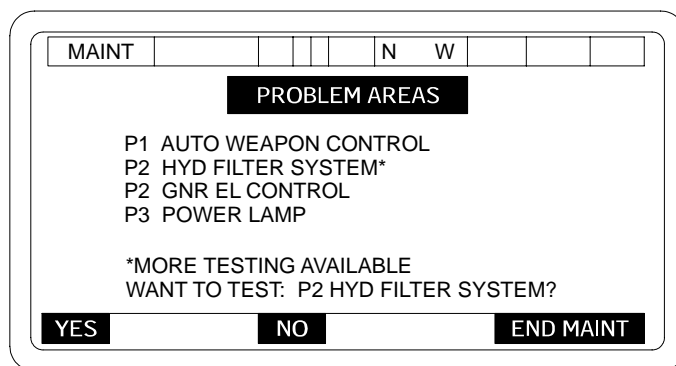 MAINT N W
PROBLEM AREAS
P1 AUTO WEAPON CONTROL
P2 HYD FILTER SYSTEM*
P2 GNR EL CONTROL
P3 POWER LAMP
*MORE TESTING AVAILABLE
WANT TO TEST: P2 HYD FILTER SYSTEM?
YES NO END MAINT